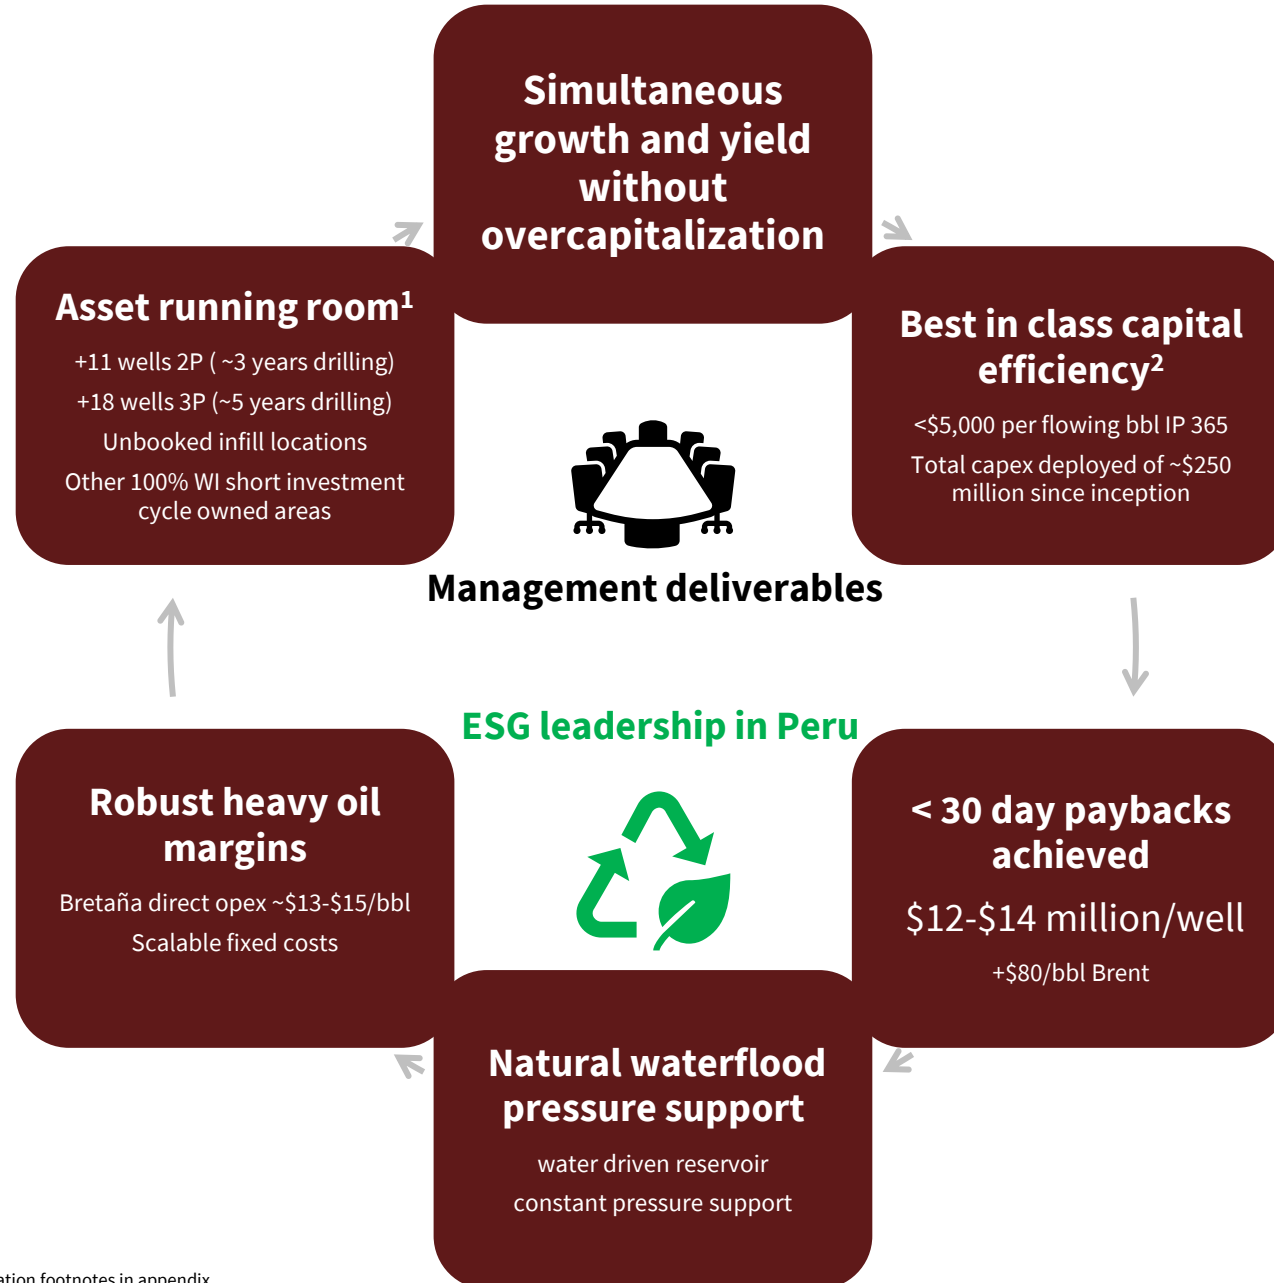 Simultaneous
growth and yield
without
overcapitalization
Asset running room¹
+11 wells 2P ( ~3 years drilling)
+18 wells 3P (~5 years drilling)
Unbooked infill locations
Other 100% WI short investment
cycle owned areas
Best in class capital
efficiency²
<$5,000 per flowing bbl IP 365
Total capex deployed of ~$250
million since inception
Management deliverables
ESG leadership in Peru
Robust heavy oil
margins
Bretaña direct opex ~$13-$15/bbl
Scalable fixed costs
< 30 day paybacks
achieved
$12-$14 million/well
+$80/bbl Brent
Natural waterflood
pressure support
water driven reservoir
constant pressure support
footnotes in appendix